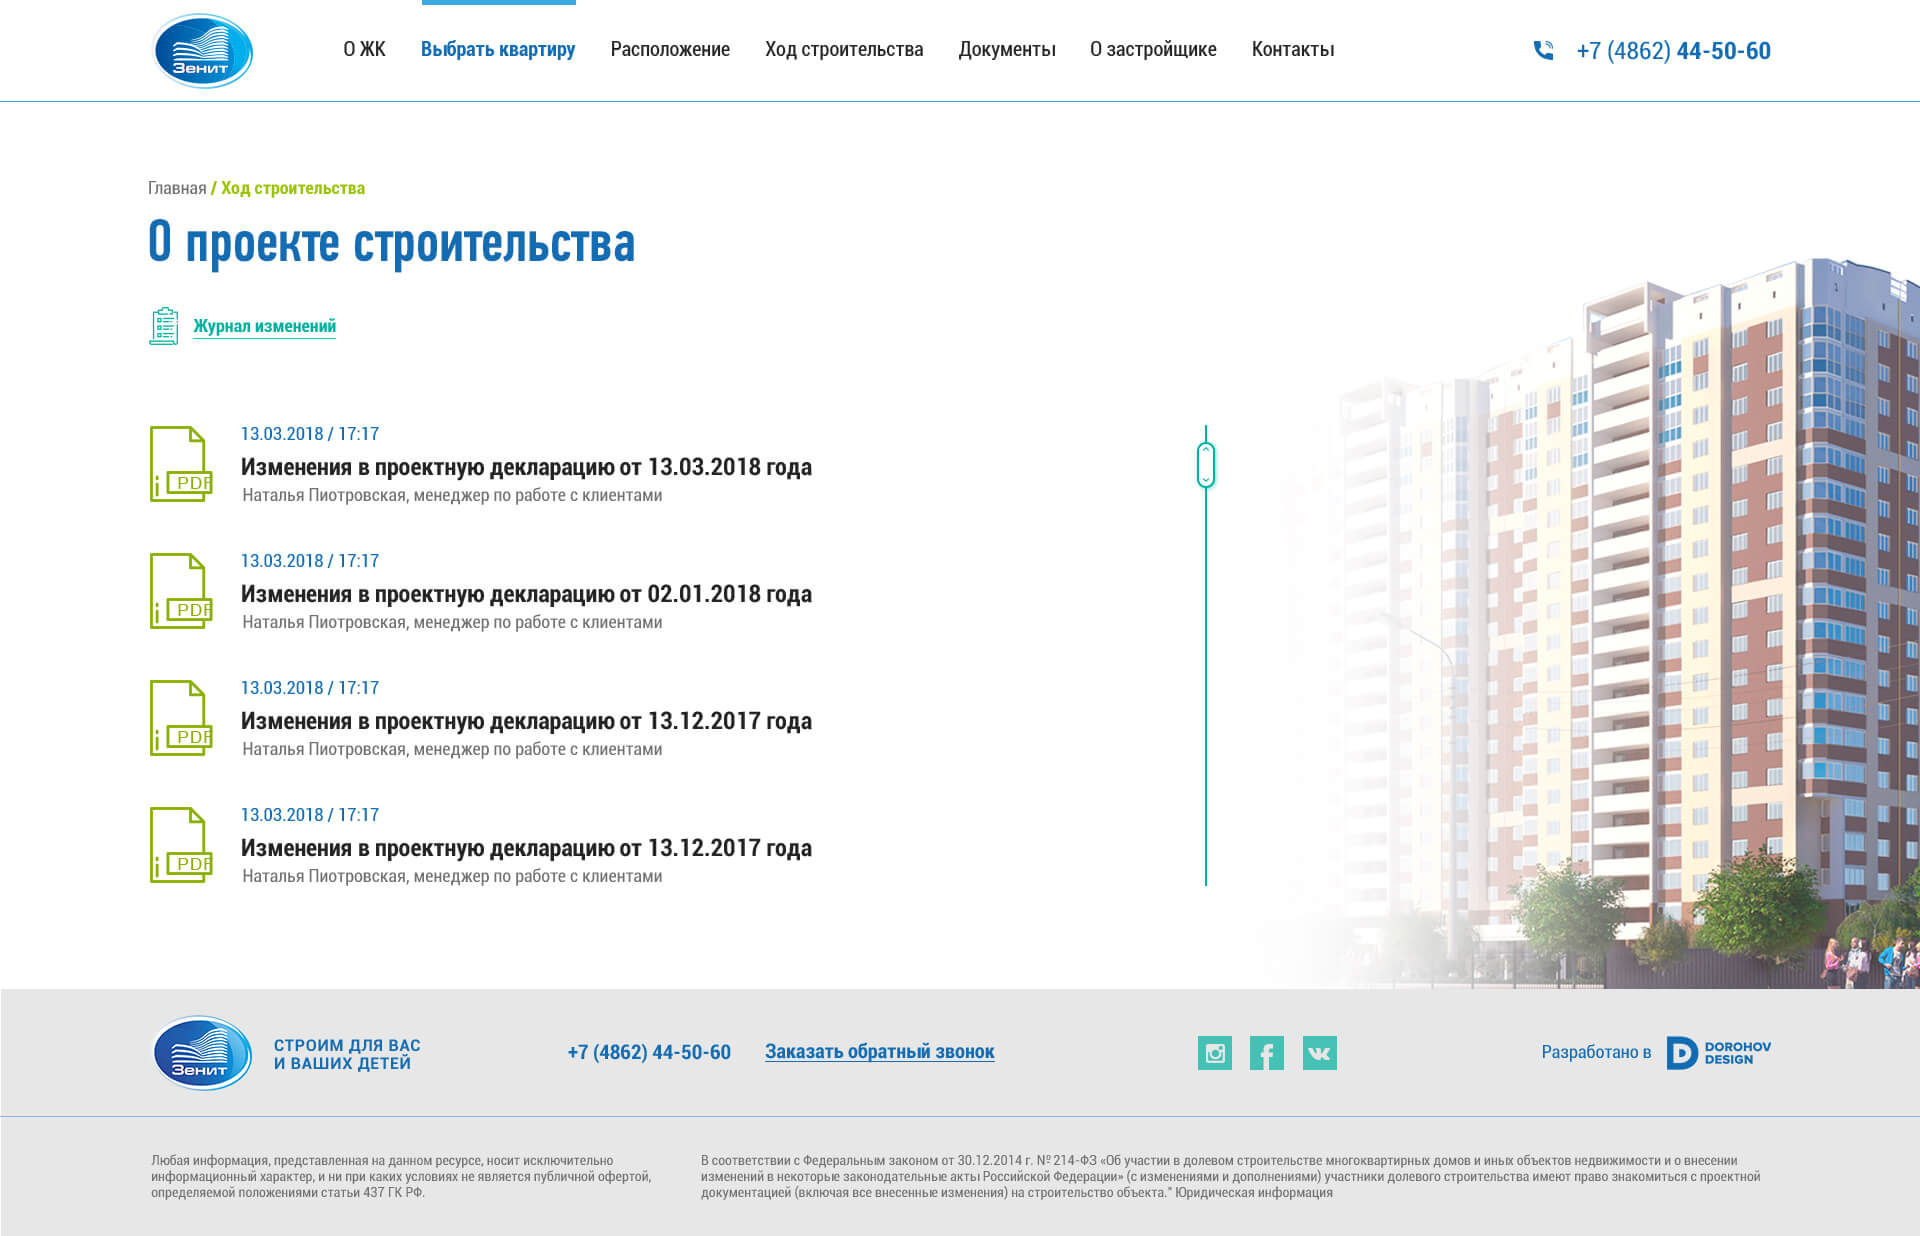 Зенит
О ЖК
Выбрать квартиру
Расположение
Ход строительства
Документы
О застройщике
Контакты
+7 (4862) 44-50-60
Главная / Ход строительства
О проекте строительства
Журнал изменений
PDF
13.03.2018 / 17:17
Изменения в проектную декларацию от 13.03.2018 года
Наталья Пиотровская, менеджер по работе с клиентами
PDF
13.03.2018 / 17:17
Изменения в проектную декларацию от 02.01.2018 года
Наталья Пиотровская, менеджер по работе с клиентами
PDF
13.03.2018 / 17:17
Изменения в проектную декларацию от 13.12.2017 года
Наталья Пиотровская, менеджер по работе с клиентами
PDF
13.03.2018 / 17:17
Изменения в проектную декларацию от 13.12.2017 года
Наталья Пиотровская, менеджер по работе с клиентами
Зенит
СТРОИМ ДЛЯ ВАС
И ВАШИХ ДЕТЕЙ
+7 (4862) 44-50-60
Заказать обратный звонок
Разработано в
DOROHOV
DESIGN
Любая информация, представленная на данном ресурсе, носит исключительно
информационный характер, и ни при каких условиях не является публичной офертой,
определяемой положениями статьи 437 ГК РФ.
В соответствии с Федеральным законом от 30.12.2014 г. № 214-ФЗ «Об участии в долевом строительстве многоквартирных домов и иных объектов недвижимости и о внесении
изменений в некоторые законодательные акты Российской Федерации» (с изменениями и дополнениями) участники долевого строительства имеют право знакомиться с проектной
документацией (включая все внесенные изменения) на строительство объекта." Юридическая информация